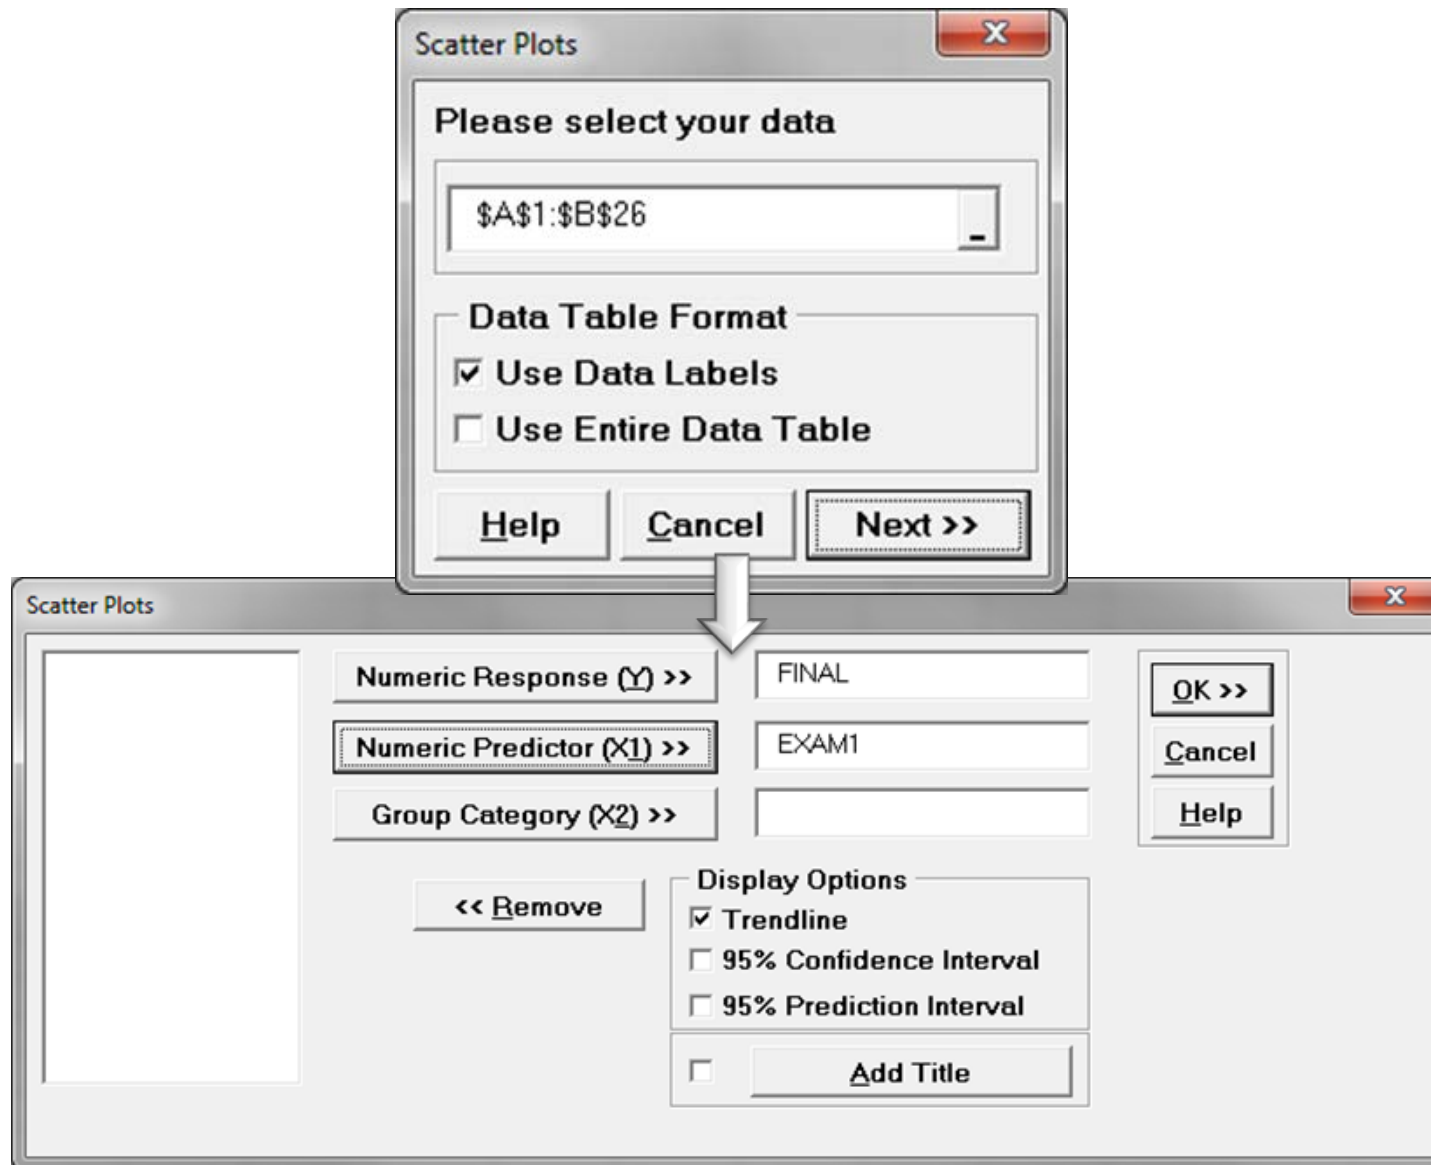 Scatter Plots
X
Please select your data
$A$1:$B$26
Data Table Format
Use Data Labels
Use Entire Data Table
Help Cancel Next >>
Scatter Plots
X
Numeric Response (Y) >> FINAL OK >>
Numeric Predictor (X1) >> EXAM1 Cancel
Group Category (X2) >> Help
<< Remove
Display Options
Trendline
95% Confidence Interval
95% Prediction Interval
Add Title